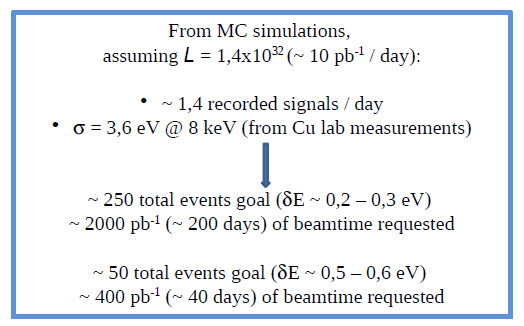 From MC simulations,
assuming L = 1,4x10³² (~ 10 pb⁻¹ / day):
• ~ 1,4 recorded signals / day
• σ = 3,6 eV @ 8 keV (from Cu lab measurements)
~ 250 total events goal (δE ~ 0,2 – 0,3 eV)
~ 2000 pb⁻¹ (~ 200 days) of beamtime requested
~ 50 total events goal (δE ~ 0,5 – 0,6 eV)
~ 400 pb⁻¹ (~ 40 days) of beamtime requested